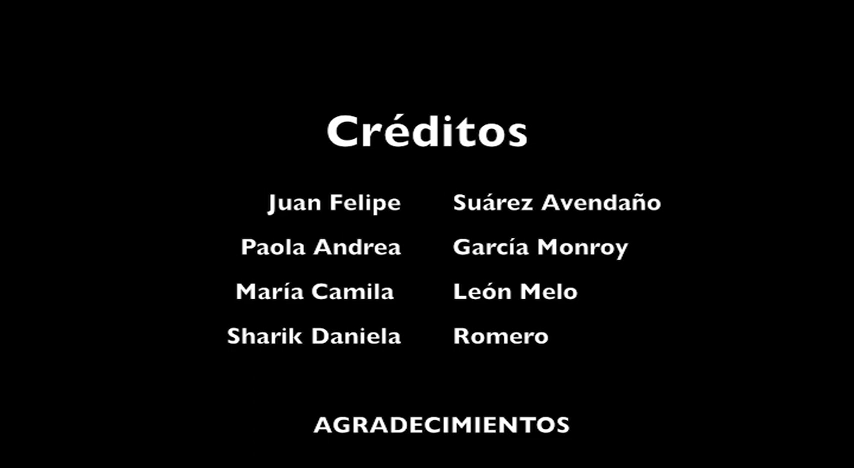 Créditos
Juan Felipe Suárez Avendaño
Paola Andrea García Monroy
María Camila León Melo
Sharik Daniela Romero
AGRADECIMIENTOS